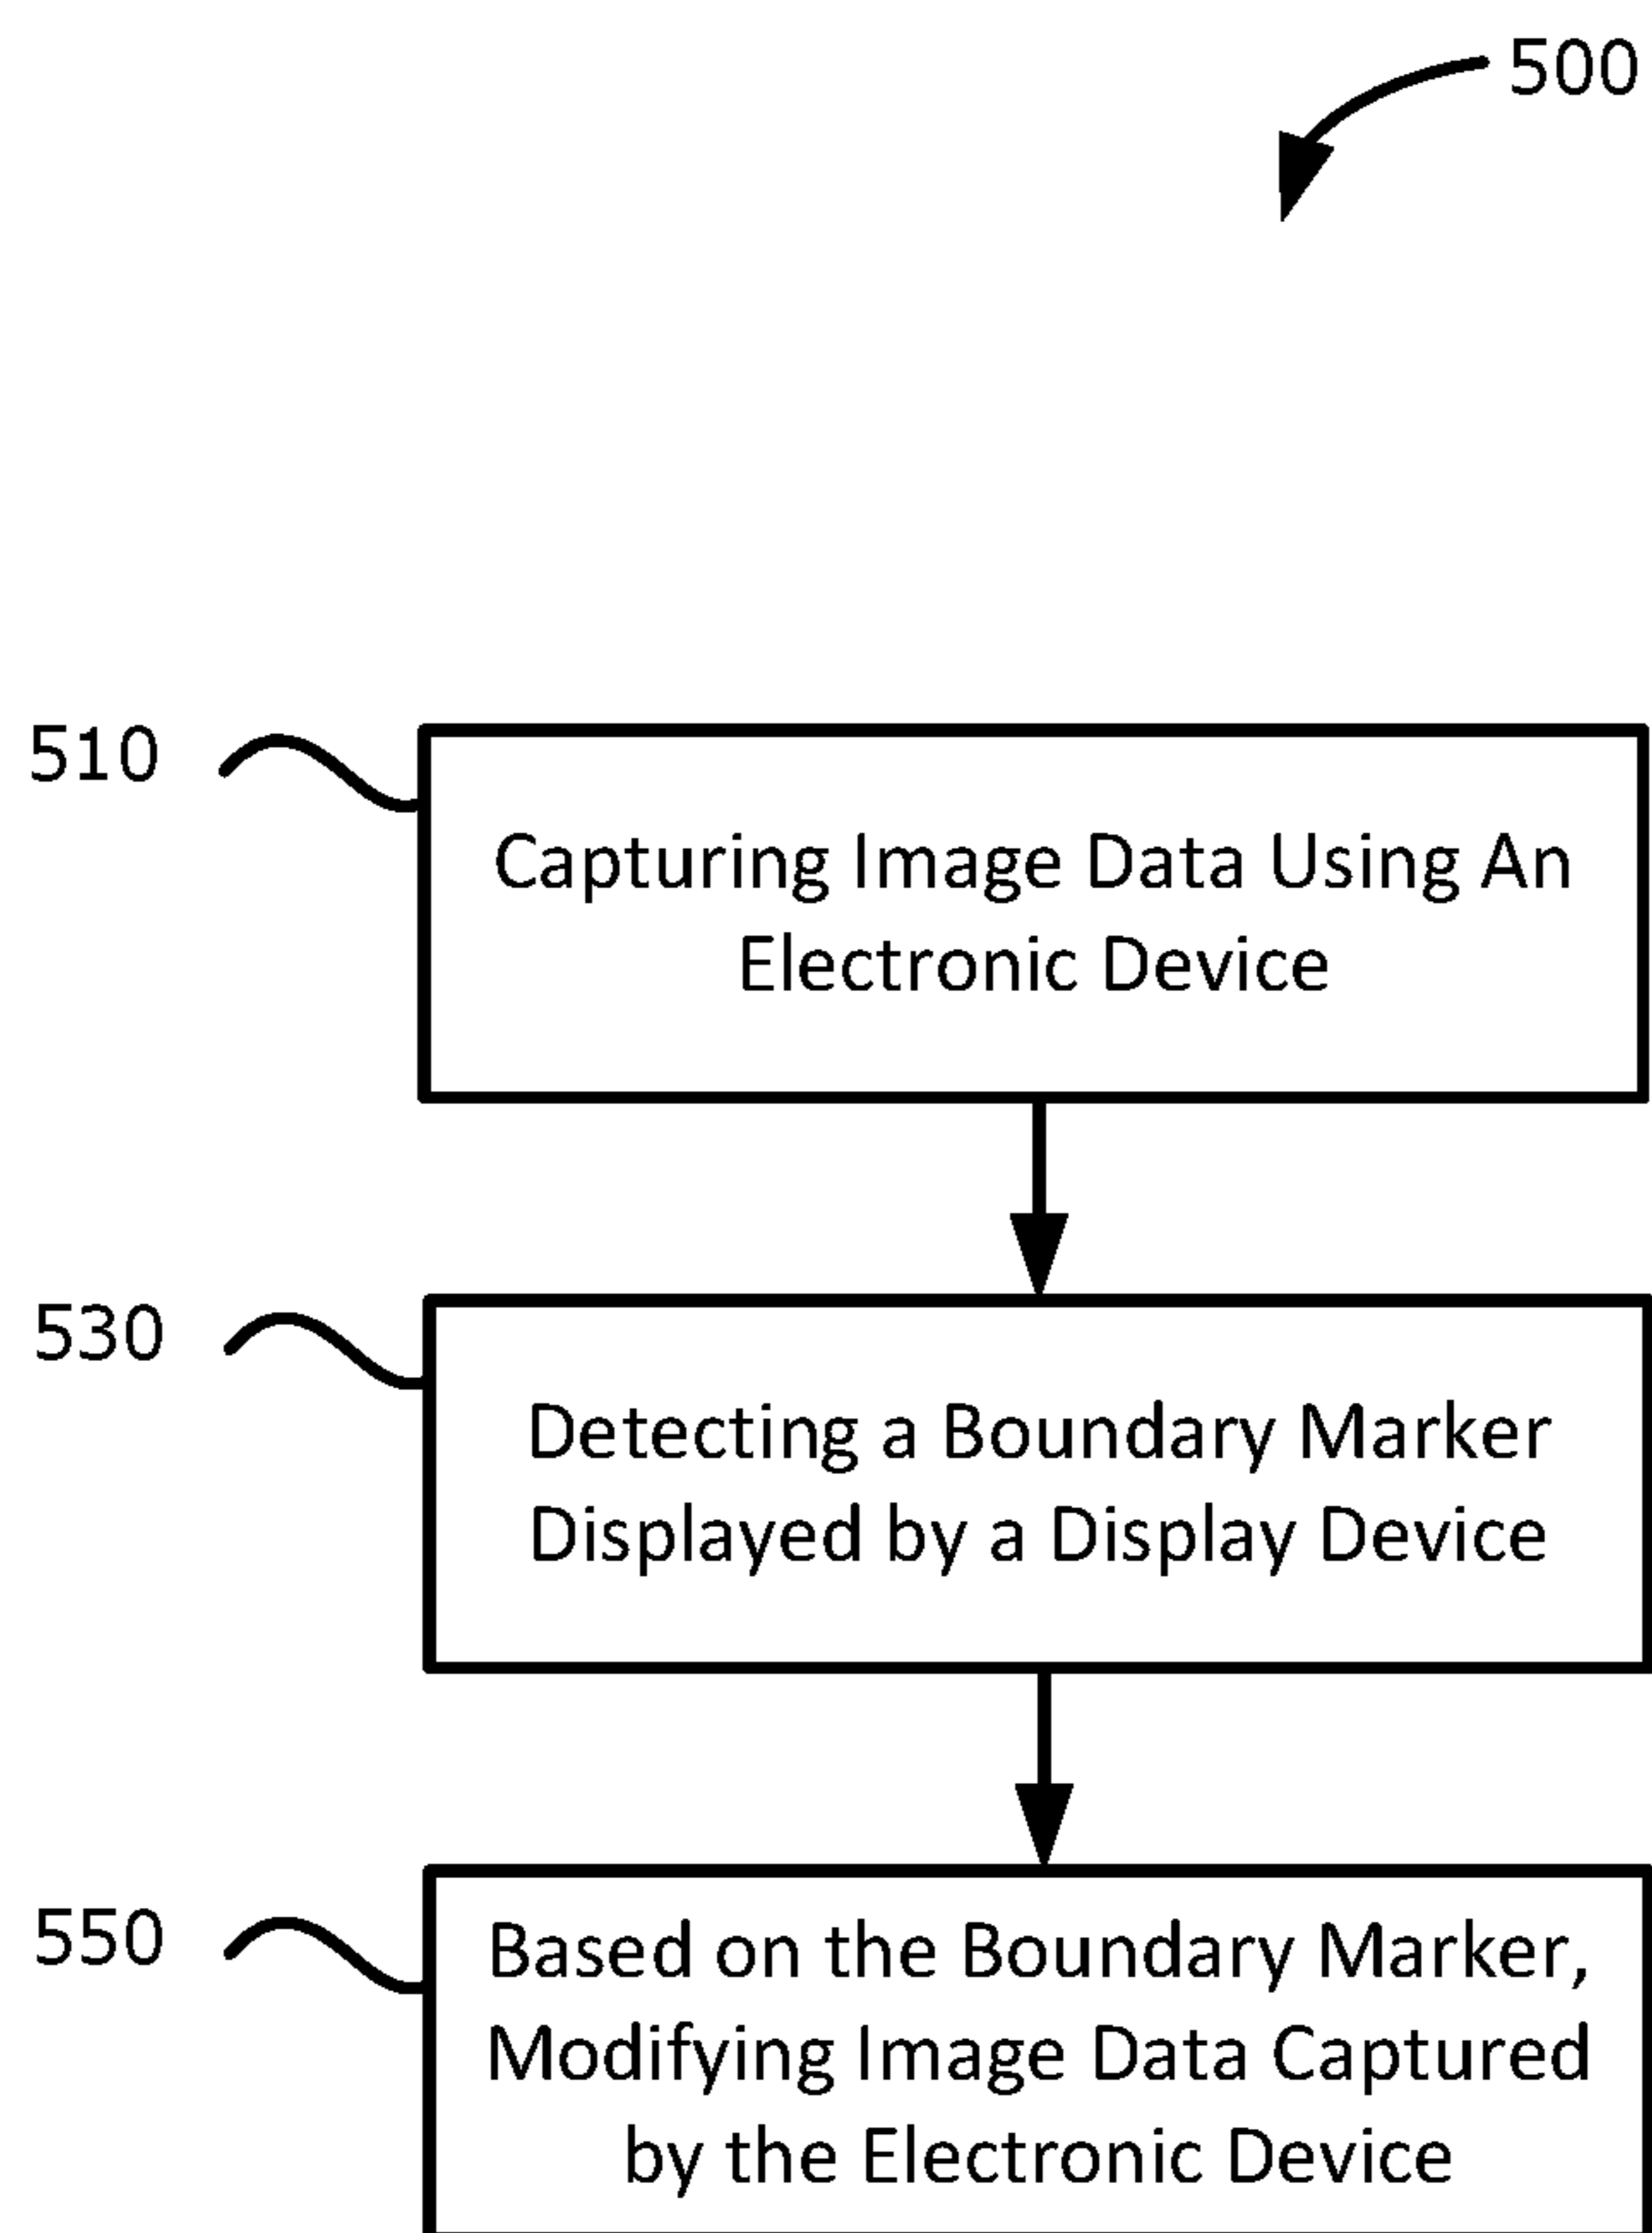 500
510
Capturing Image Data Using An
Electronic Device
530
Detecting a Boundary Marker
Displayed by a Display Device
550
Based on the Boundary Marker,
Modifying Image Data Captured
by the Electronic Device